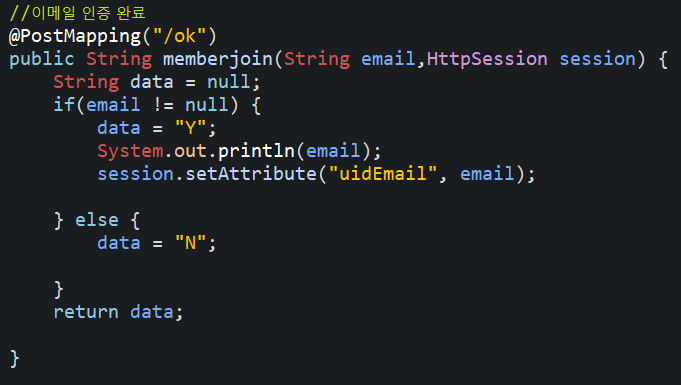 //이메일 인증 완료
@PostMapping("/ok")
public String memberjoin(String email,HttpSession session) {
    String data = null;
    if(email != null) {
        data = "Y";
        System.out.println(email);
        session.setAttribute("uidEmail", email);

    } else {
        data = "N";

    }
    return data;

}